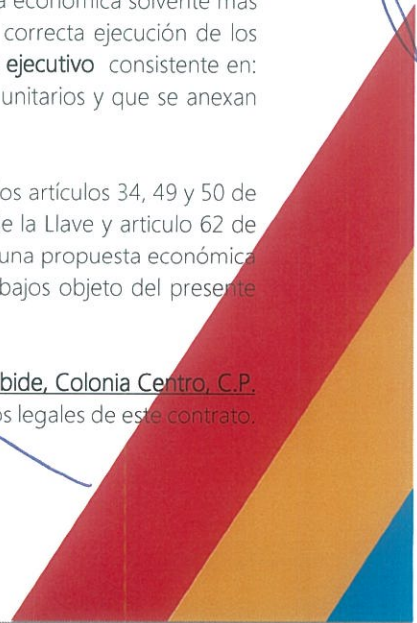 económica solvente más
correcta ejecución de los
ejecutivo consistente en:
unitarios y que se anexan
os artículos 34, 49 y 50 de
e la Llave y articulo 62 de
una propuesta económica
bajos objeto del presente
bide, Colonia Centro, C.P.
os legales de este contrato.